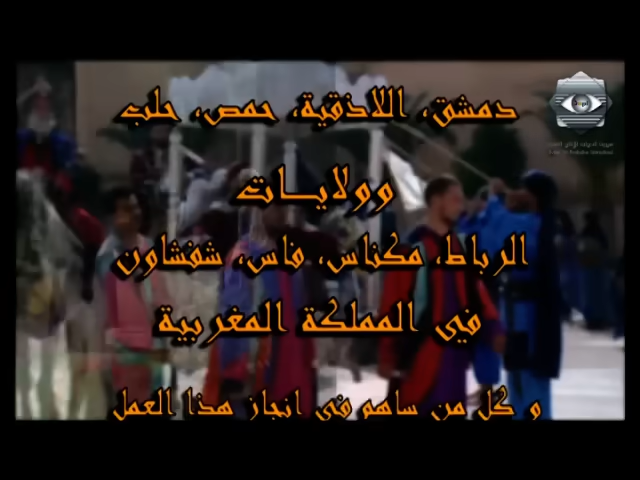 دمشق، اللاذقية، حمص، حلب
وولايات
الرباط، مكناس، فاس، شفشاون
في المملكة المغربية
و كل من ساهم في انجاز هذا العمل